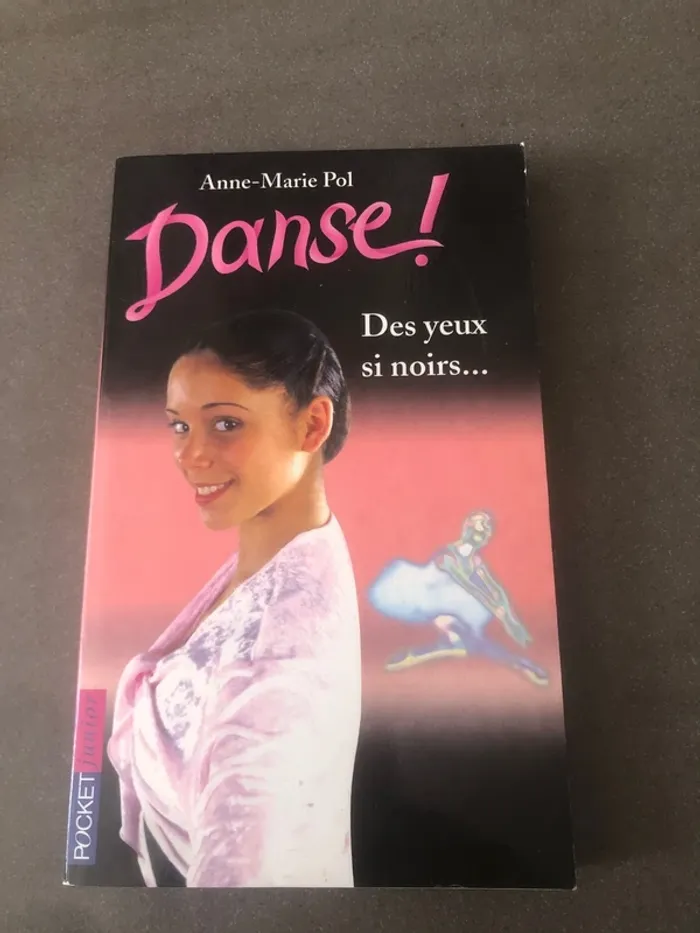 Anne-Marie Pol
Danse!
Des yeux
si noirs...
POCKET junior